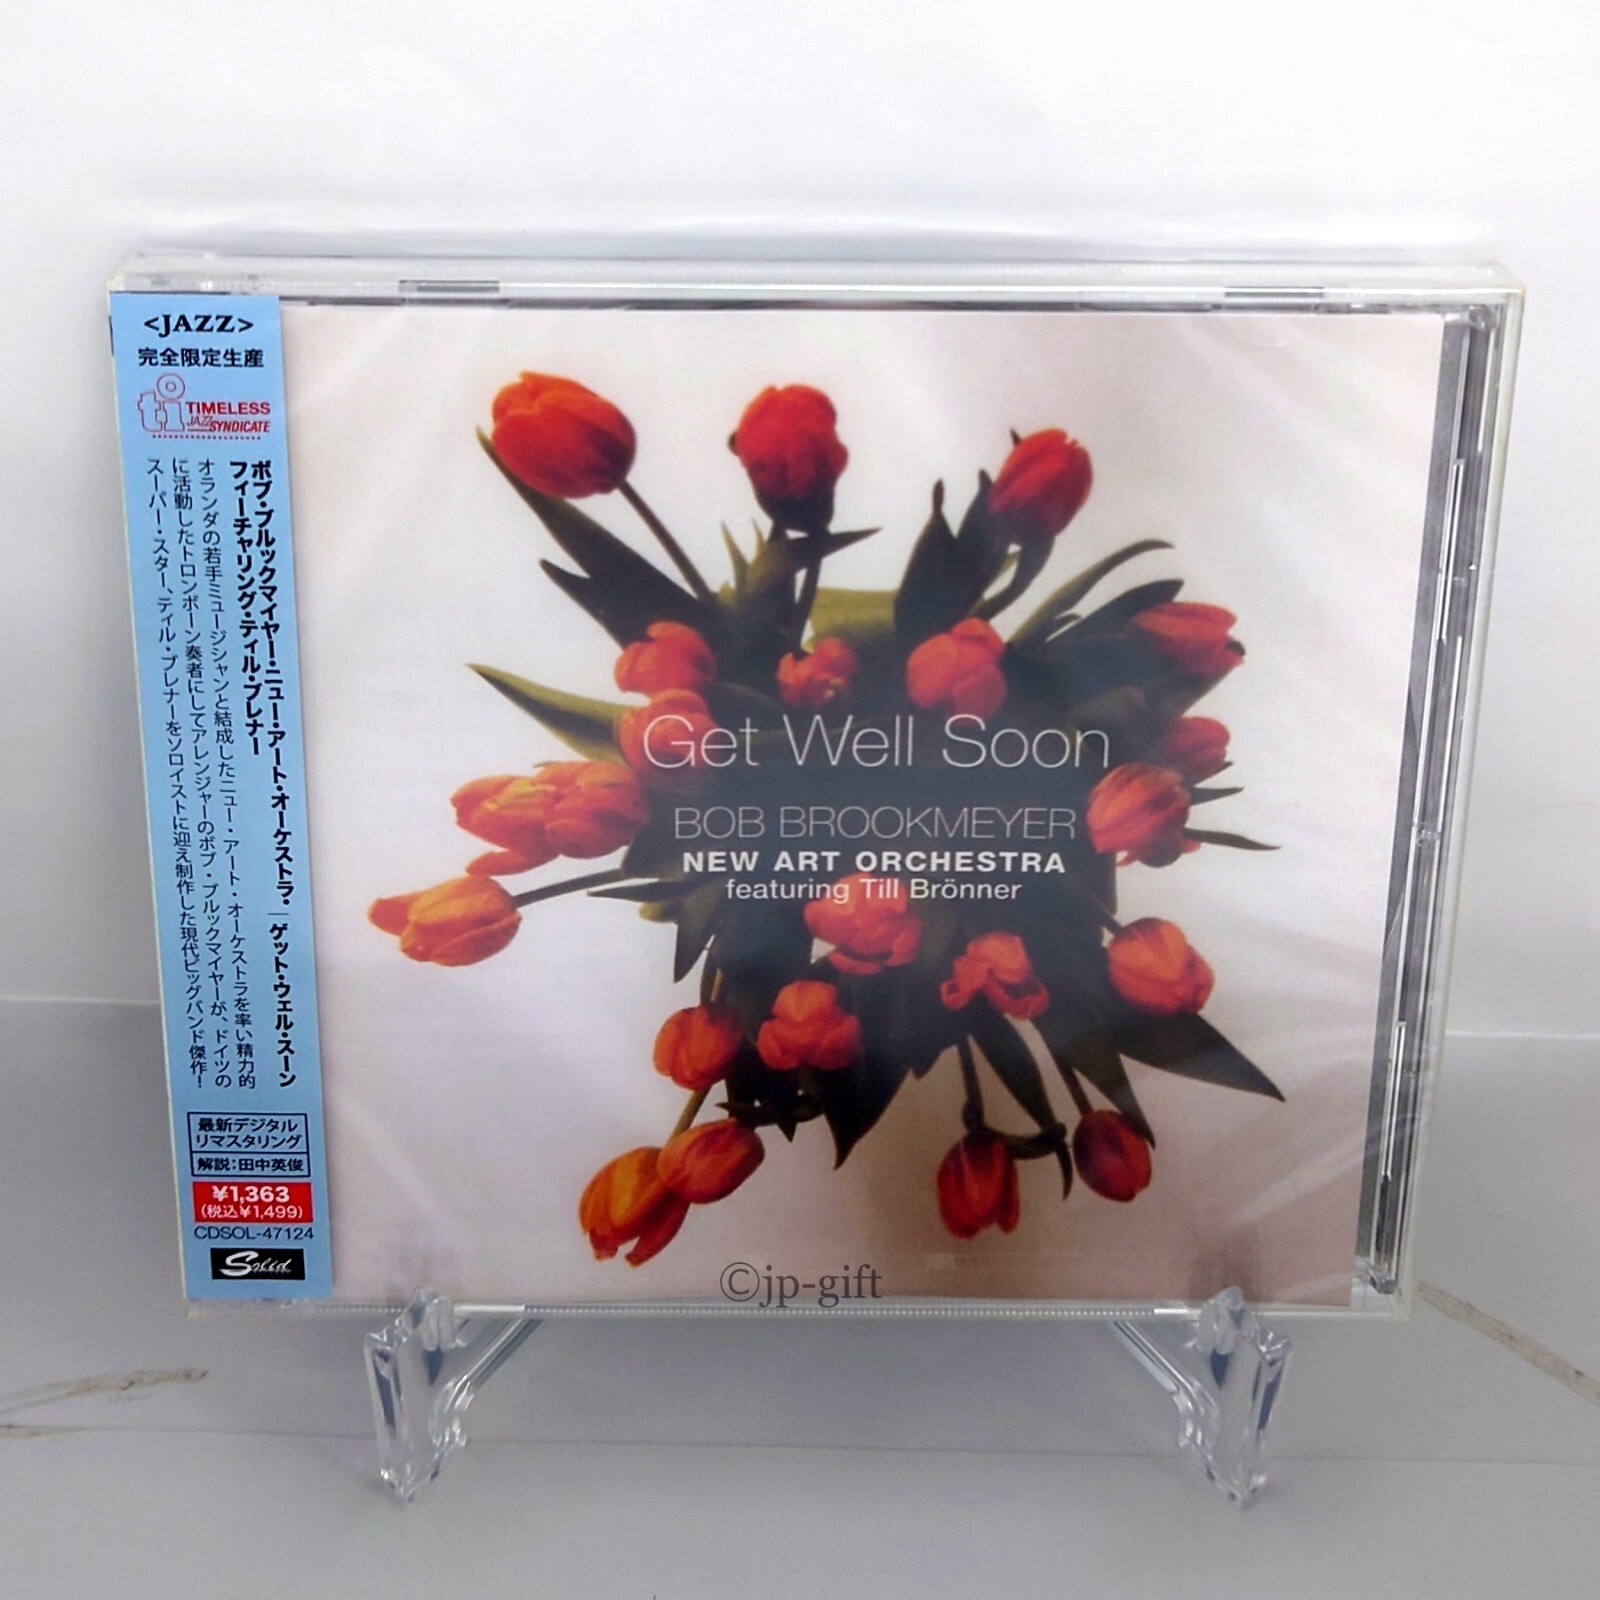 <JAZZ>
完全限定生産
ti TIMELESS
JAZZ SYNDICATE
ボブ・ブルックマイヤー・ニュー・アート・オーケストラ・｜ゲット・ウェル・スーン
フィーチャリング・ティル・ブレナー
オランダの若手ミュージシャンと結成したニュー・アート・オーケストラを率い精力的
に活動したトロンボーン奏者にしてアレンジャーのボブ・ブルックマイヤーが、ドイツの
スーパー・スター、ティル・ブレナーをソロイストに迎え制作した現代ビッグバンド傑作！
最新デジタル
リマスタリング
解説：田中英俊
¥1,363
(税込¥1,499)
CDSOL-47124
Solid
Get Well Soon
BOB BROOKMEYER
NEW ART ORCHESTRA
featuring Till Brönner
©jp-gift